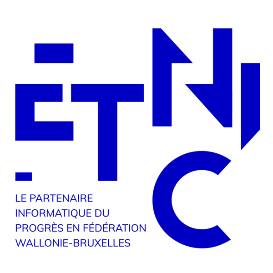 ETNIC
LE PARTENAIRE
INFORMATIQUE DU
PROGRÈS EN FÉDÉRATION
WALLONIE-BRUXELLES